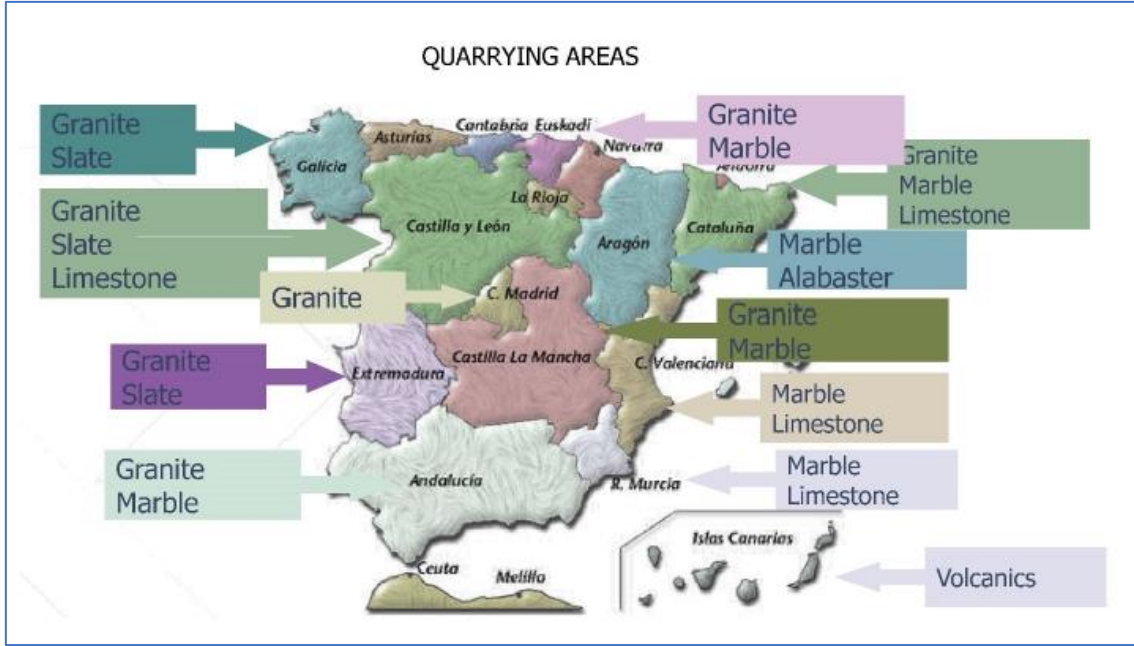 QUARRYING AREAS
Granite
Slate
Granite
Slate
Limestone
Granite
Granite
Slate
Granite
Marble
Granite
Marble
Granite
Marble
Limestone
Marble
Alabaster
Granite
Marble
Marble
Limestone
Marble
Limestone
Volcanics
Galicia
Asturias
Cantabria
Euskadi
Navarra
La Rioja
Castilla y León
Aragón
Cataluña
C. Madrid
Castilla La Mancha
C. Valenciana
Extremadura
Andalucía
R. Murcia
Islas Canarias
Ceuta
Melilla